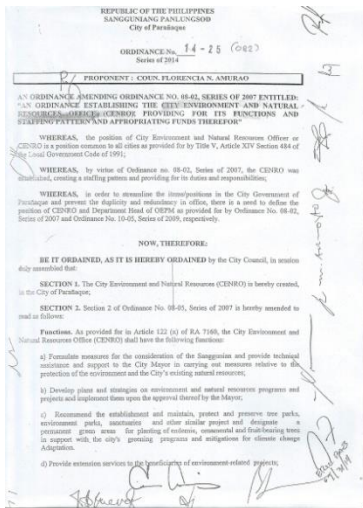 REPUBLIC OF THE PHILIPPINES
SANGGUNIANG PANLUNGSOD
City of Parañaque
ORDINANCE No. 14-25 (082)
Series of 2014
PROPONENT : COUN. FLORENCIA N. AMURAO
AN ORDINANCE AMENDING ORDINANCE NO. 08-02, SERIES OF 2007 ENTITLED:
"AN ORDINANCE ESTABLISHING THE CITY ENVIRONMENT AND NATURAL
RESOURCES OFFICE (CENRO) PROVIDING FOR ITS FUNCTIONS AND
STAFFING PATTERN AND APPROPRIATING FUNDS THEREFOR"
WHEREAS, the position of City Environment and Natural Resources Officer or
CENRO is a position common to all cities as provided for by Title V, Article XIV Section 484 of
the Local Government Code of 1991;
WHEREAS, by virtue of Ordinance no. 08-02, Series of 2007, the CENRO was
established, creating a staffing pattern and providing for its duties and responsibilities;
WHEREAS, in order to streamline the items/positions in the City Government of
Parañaque and prevent the duplicity and redundancy in office, there is a need to define the
position of CENRO and Department Head of OEPM as provided for by Ordinance No. 08-02,
Series of 2007 and Ordinance No. 10-05, Series of 2009, respectively.
NOW, THEREFORE:
BE IT ORDAINED, AS IT IS HEREBY ORDAINED by the City Council, in session
duly assembled that:
SECTION 1. The City Environment and Natural Resources (CENRO) is hereby created,
in the City of Parañaque.
SECTION 2. Section 2 of Ordinance No. 08-05, Series of 2007 is hereby amended to
read as follows:
Functions. As provided for in Article 122 (n) of RA 7160, the City Environment and
Natural Resources Office (CENRO) shall have the following functions:
a) Formulate measures for the consideration of the Sanggunian and provide technical
assistance and support to the City Mayor in carrying out measures relative to the
protection of the environment and the City's existing natural resources;
b) Develop plans and strategies on environment and natural resources programs and
projects and implement them upon the approval thereof by the Mayor;
c) Recommend the establishment and maintain, protect and preserve tree parks,
environment parks, sanctuaries and other similar project and designate a
permanent green areas for planting of endemic, ornamental and fruit-bearing trees
in support with the city's greening programs and mitigations for climate change
Adaptation.
d) Provide extension services to the beneficiaries of environment-related projects;